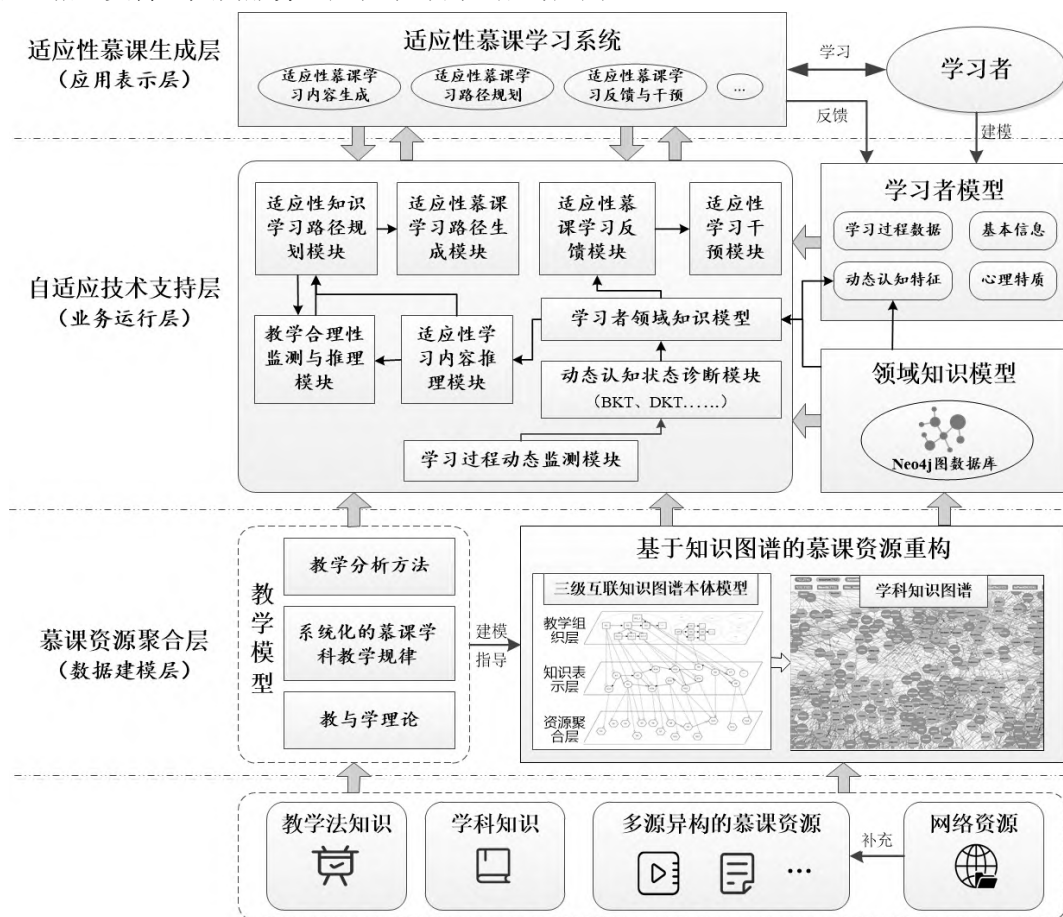 适应性慕课生成层
（应用表示层）
适应性慕课学习系统
适应性慕课学
习内容生成
适应性慕课学
习路径规划
适应性慕课学
习反馈与干预
...
学习
学习者
反馈
建模
自适应技术支持层
（业务运行层）
适应性知识
学习路径规
划模块
适应性慕课
学习路径生
成模块
适应性慕
课学习反
馈模块
适应性
学习干
预模块
教学合理性
监测与推理
模块
适应性学
习内容推
理模块
学习者领域知识模型
动态认知状态诊断模块
（BKT、DKT……）
学习过程动态监测模块
学习者模型
学习过程数据
基本信息
动态认知特征
心理特质
领域知识模型
Neo4j图数据库
慕课资源聚合层
（数据建模层）
教学模型
教学分析方法
系统化的慕课学
科教学规律
教与学理论
建模
指导
基于知识图谱的慕课资源重构
三级互联知识图谱本体模型
教学组
织层
知识表
示层
资源聚
合层
学科知识图谱
教学法知识
学科知识
多源异构的慕课资源
...
补充
网络资源